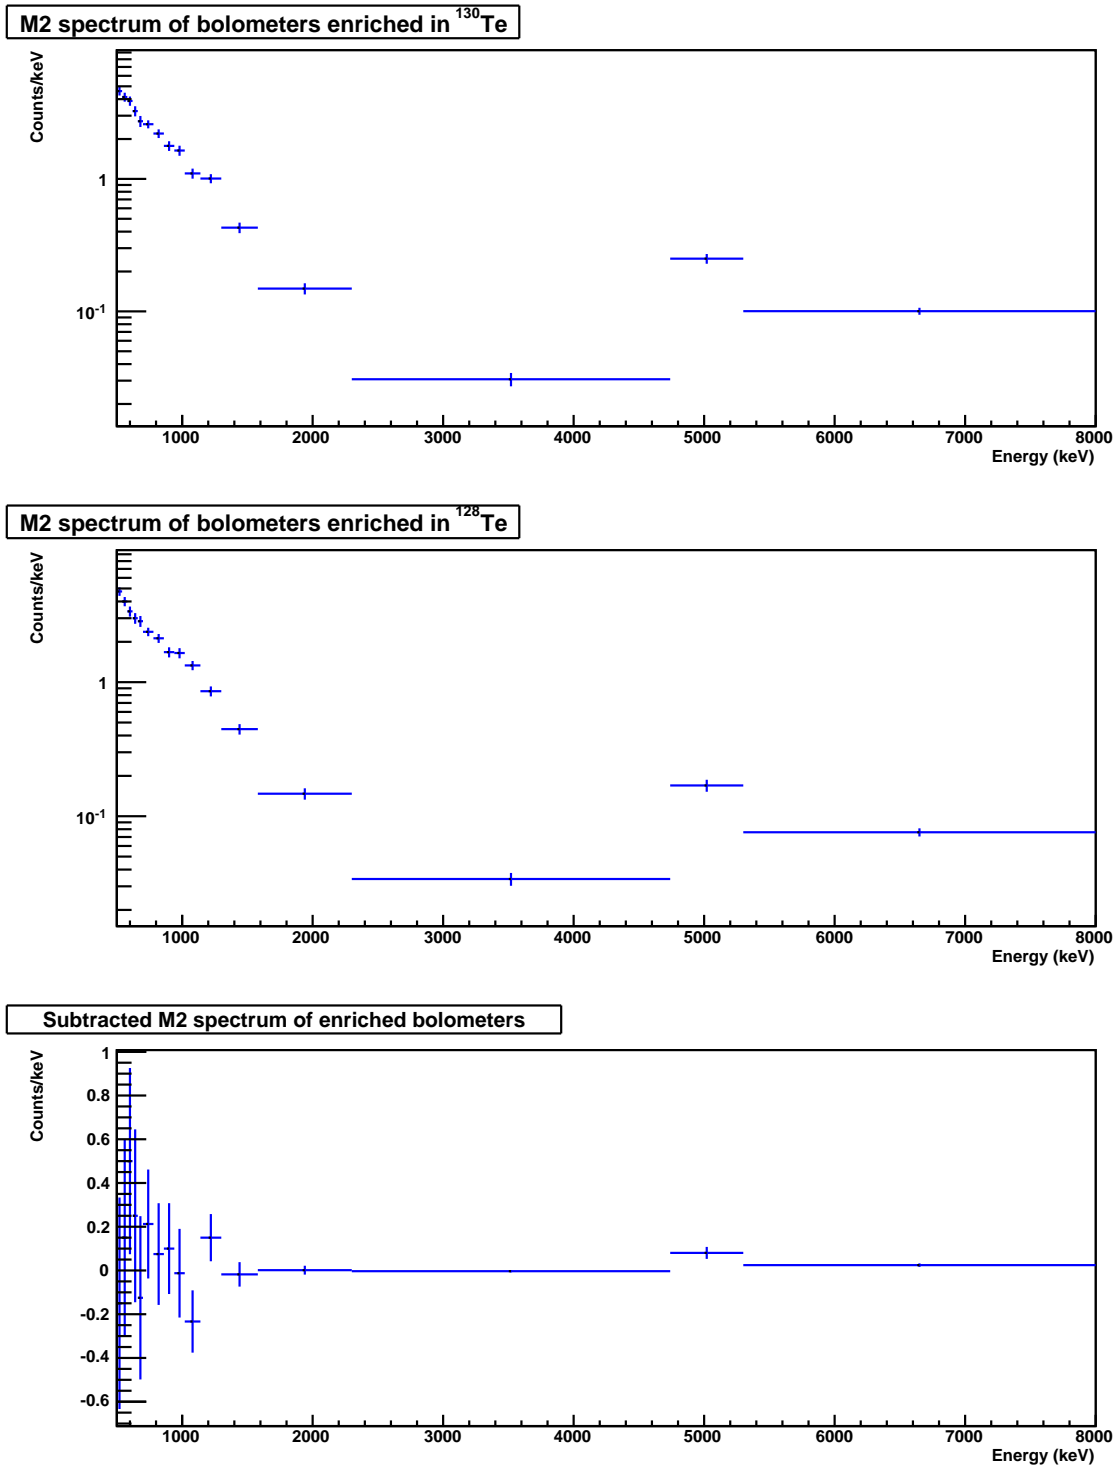 M2 spectrum of bolometers enriched in ¹³⁰Te
Counts/keV
1
10⁻¹
1000 2000 3000 4000 5000 6000 7000 8000
Energy (keV)
M2 spectrum of bolometers enriched in ¹²⁸Te
Counts/keV
1
10⁻¹
1000 2000 3000 4000 5000 6000 7000 8000
Energy (keV)
Subtracted M2 spectrum of enriched bolometers
Counts/keV
1
0.8
0.6
0.4
0.2
0
-0.2
-0.4
-0.6
1000 2000 3000 4000 5000 6000 7000 8000
Energy (keV)